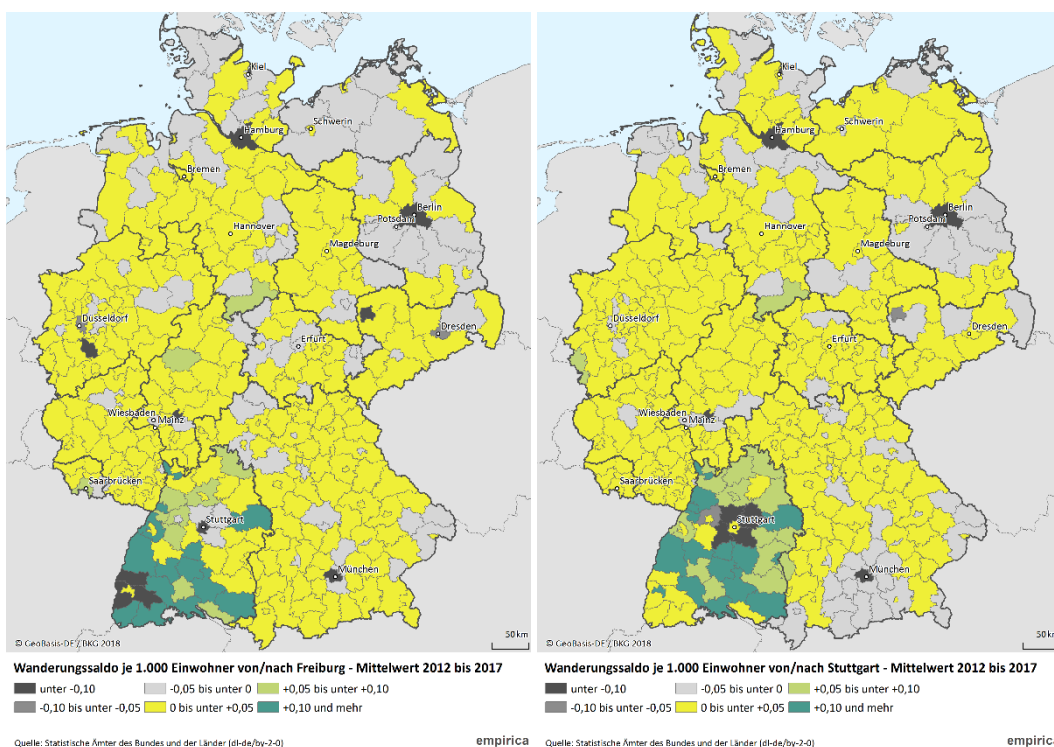 Kiel
Schwerin
Hamburg
Bremen
Berlin
Potsdam
Hannover
Magdeburg
Düsseldorf
Dresden
Erfurt
Wiesbaden
Mainz
Saarbrücken
Stuttgart
München
© GeoBasis-DE / BKG 2018
50 km
Wanderungssaldo je 1.000 Einwohner von/nach Freiburg - Mittelwert 2012 bis 2017
unter -0,10
-0,05 bis unter 0
+0,05 bis unter +0,10
-0,10 bis unter -0,05
0 bis unter +0,05
+0,10 und mehr
Quelle: Statistische Ämter des Bundes und der Länder (dl-de/by-2-0)
empirica
Kiel
Schwerin
Hamburg
Bremen
Berlin
Potsdam
Hannover
Magdeburg
Düsseldorf
Dresden
Erfurt
Wiesbaden
Mainz
Saarbrücken
Stuttgart
München
© GeoBasis-DE / BKG 2018
50 km
Wanderungssaldo je 1.000 Einwohner von/nach Stuttgart - Mittelwert 2012 bis 2017
unter -0,10
-0,05 bis unter 0
+0,05 bis unter +0,10
-0,10 bis unter -0,05
0 bis unter +0,05
+0,10 und mehr
Quelle: Statistische Ämter des Bundes und der Länder (dl-de/by-2-0)
empirica